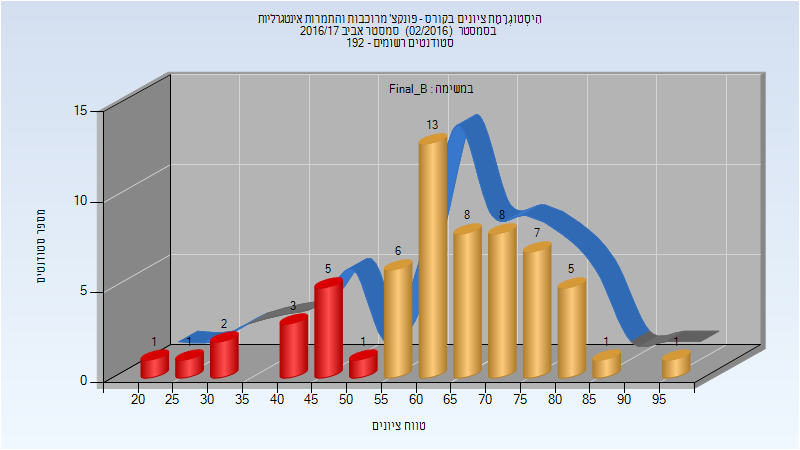 היסטוגרמת ציונים בקורס - פונקצ' מרוכבות והתמרות אינטגרליות
בסמסטר (02/2016) סמסטר אביב 2016/17
סטודנטים רשומים - 192
במשימה : Final_B
מספר סטודנטים
15
10
5
0
1
1
2
3
5
1
6
13
8
8
7
5
1
1
20 25 30 35 40 45 50 55 60 65 70 75 80 85 90 95
טווח ציונים